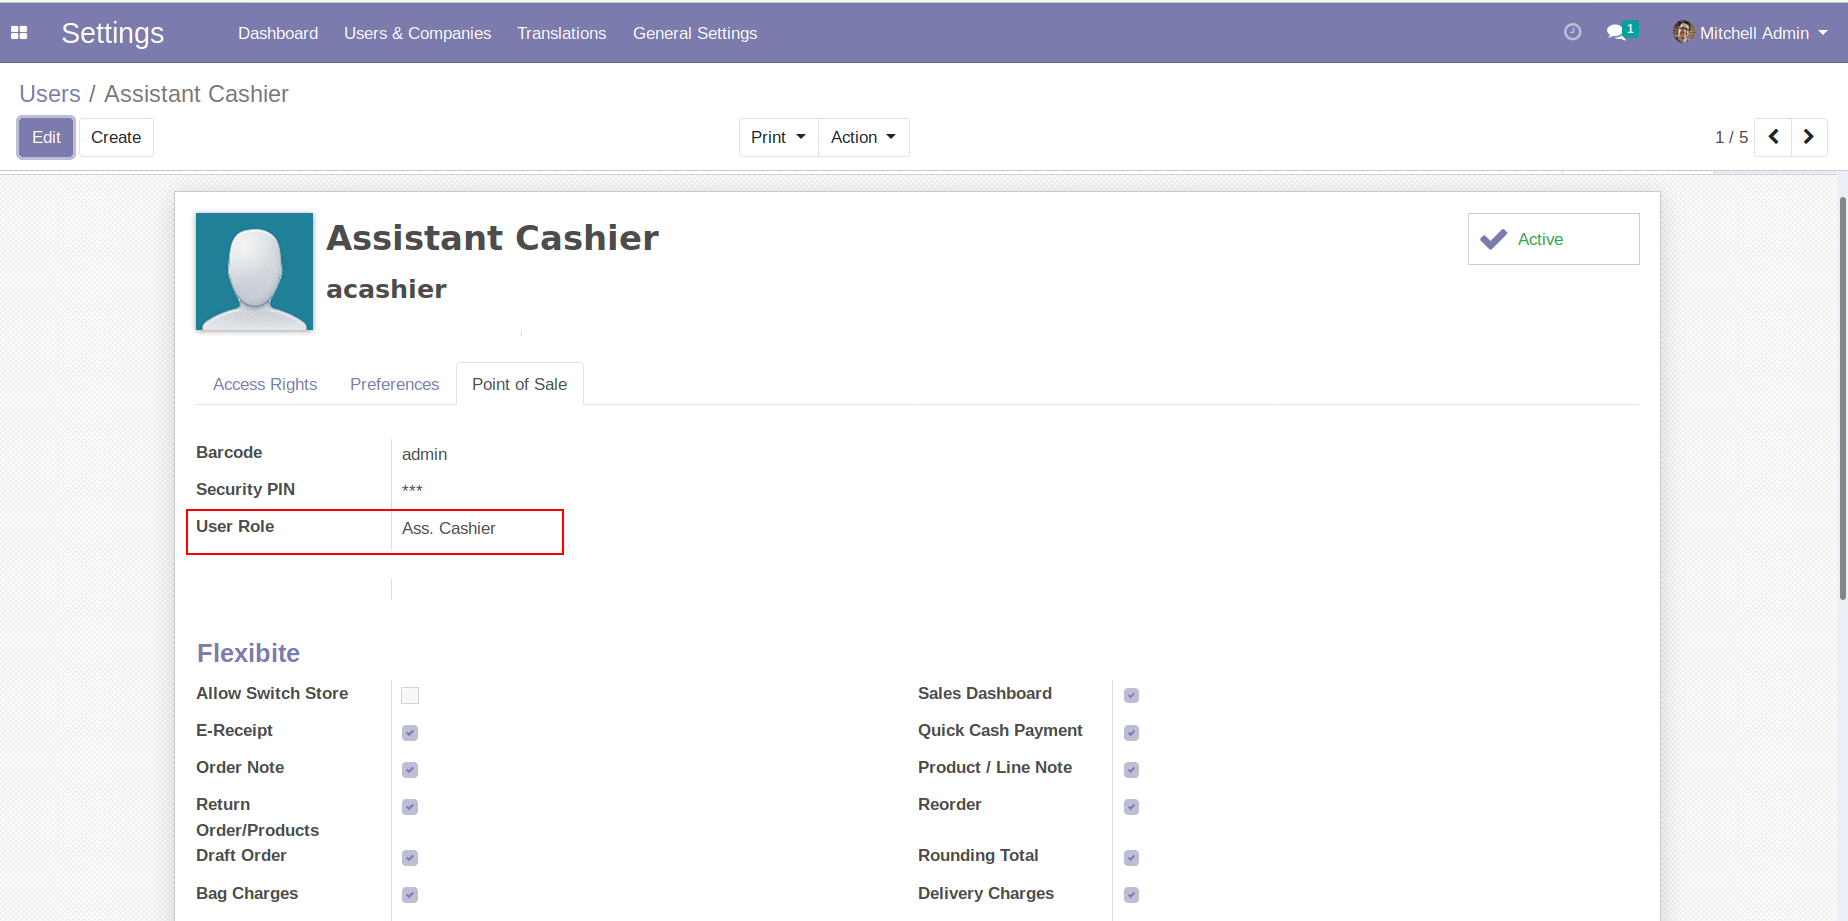 Settings Dashboard Users & Companies Translations General Settings 1 Mitchell Admin
Users / Assistant Cashier
Edit Create Print Action 1 / 5
Assistant Cashier
Active
acashier
Access Rights Preferences Point of Sale
Barcode admin
Security PIN ***
User Role Ass. Cashier
Flexibite
Allow Switch Store Sales Dashboard
E-Receipt Quick Cash Payment
Order Note Product / Line Note
Return Reorder
Order/Products
Draft Order Rounding Total
Bag Charges Delivery Charges